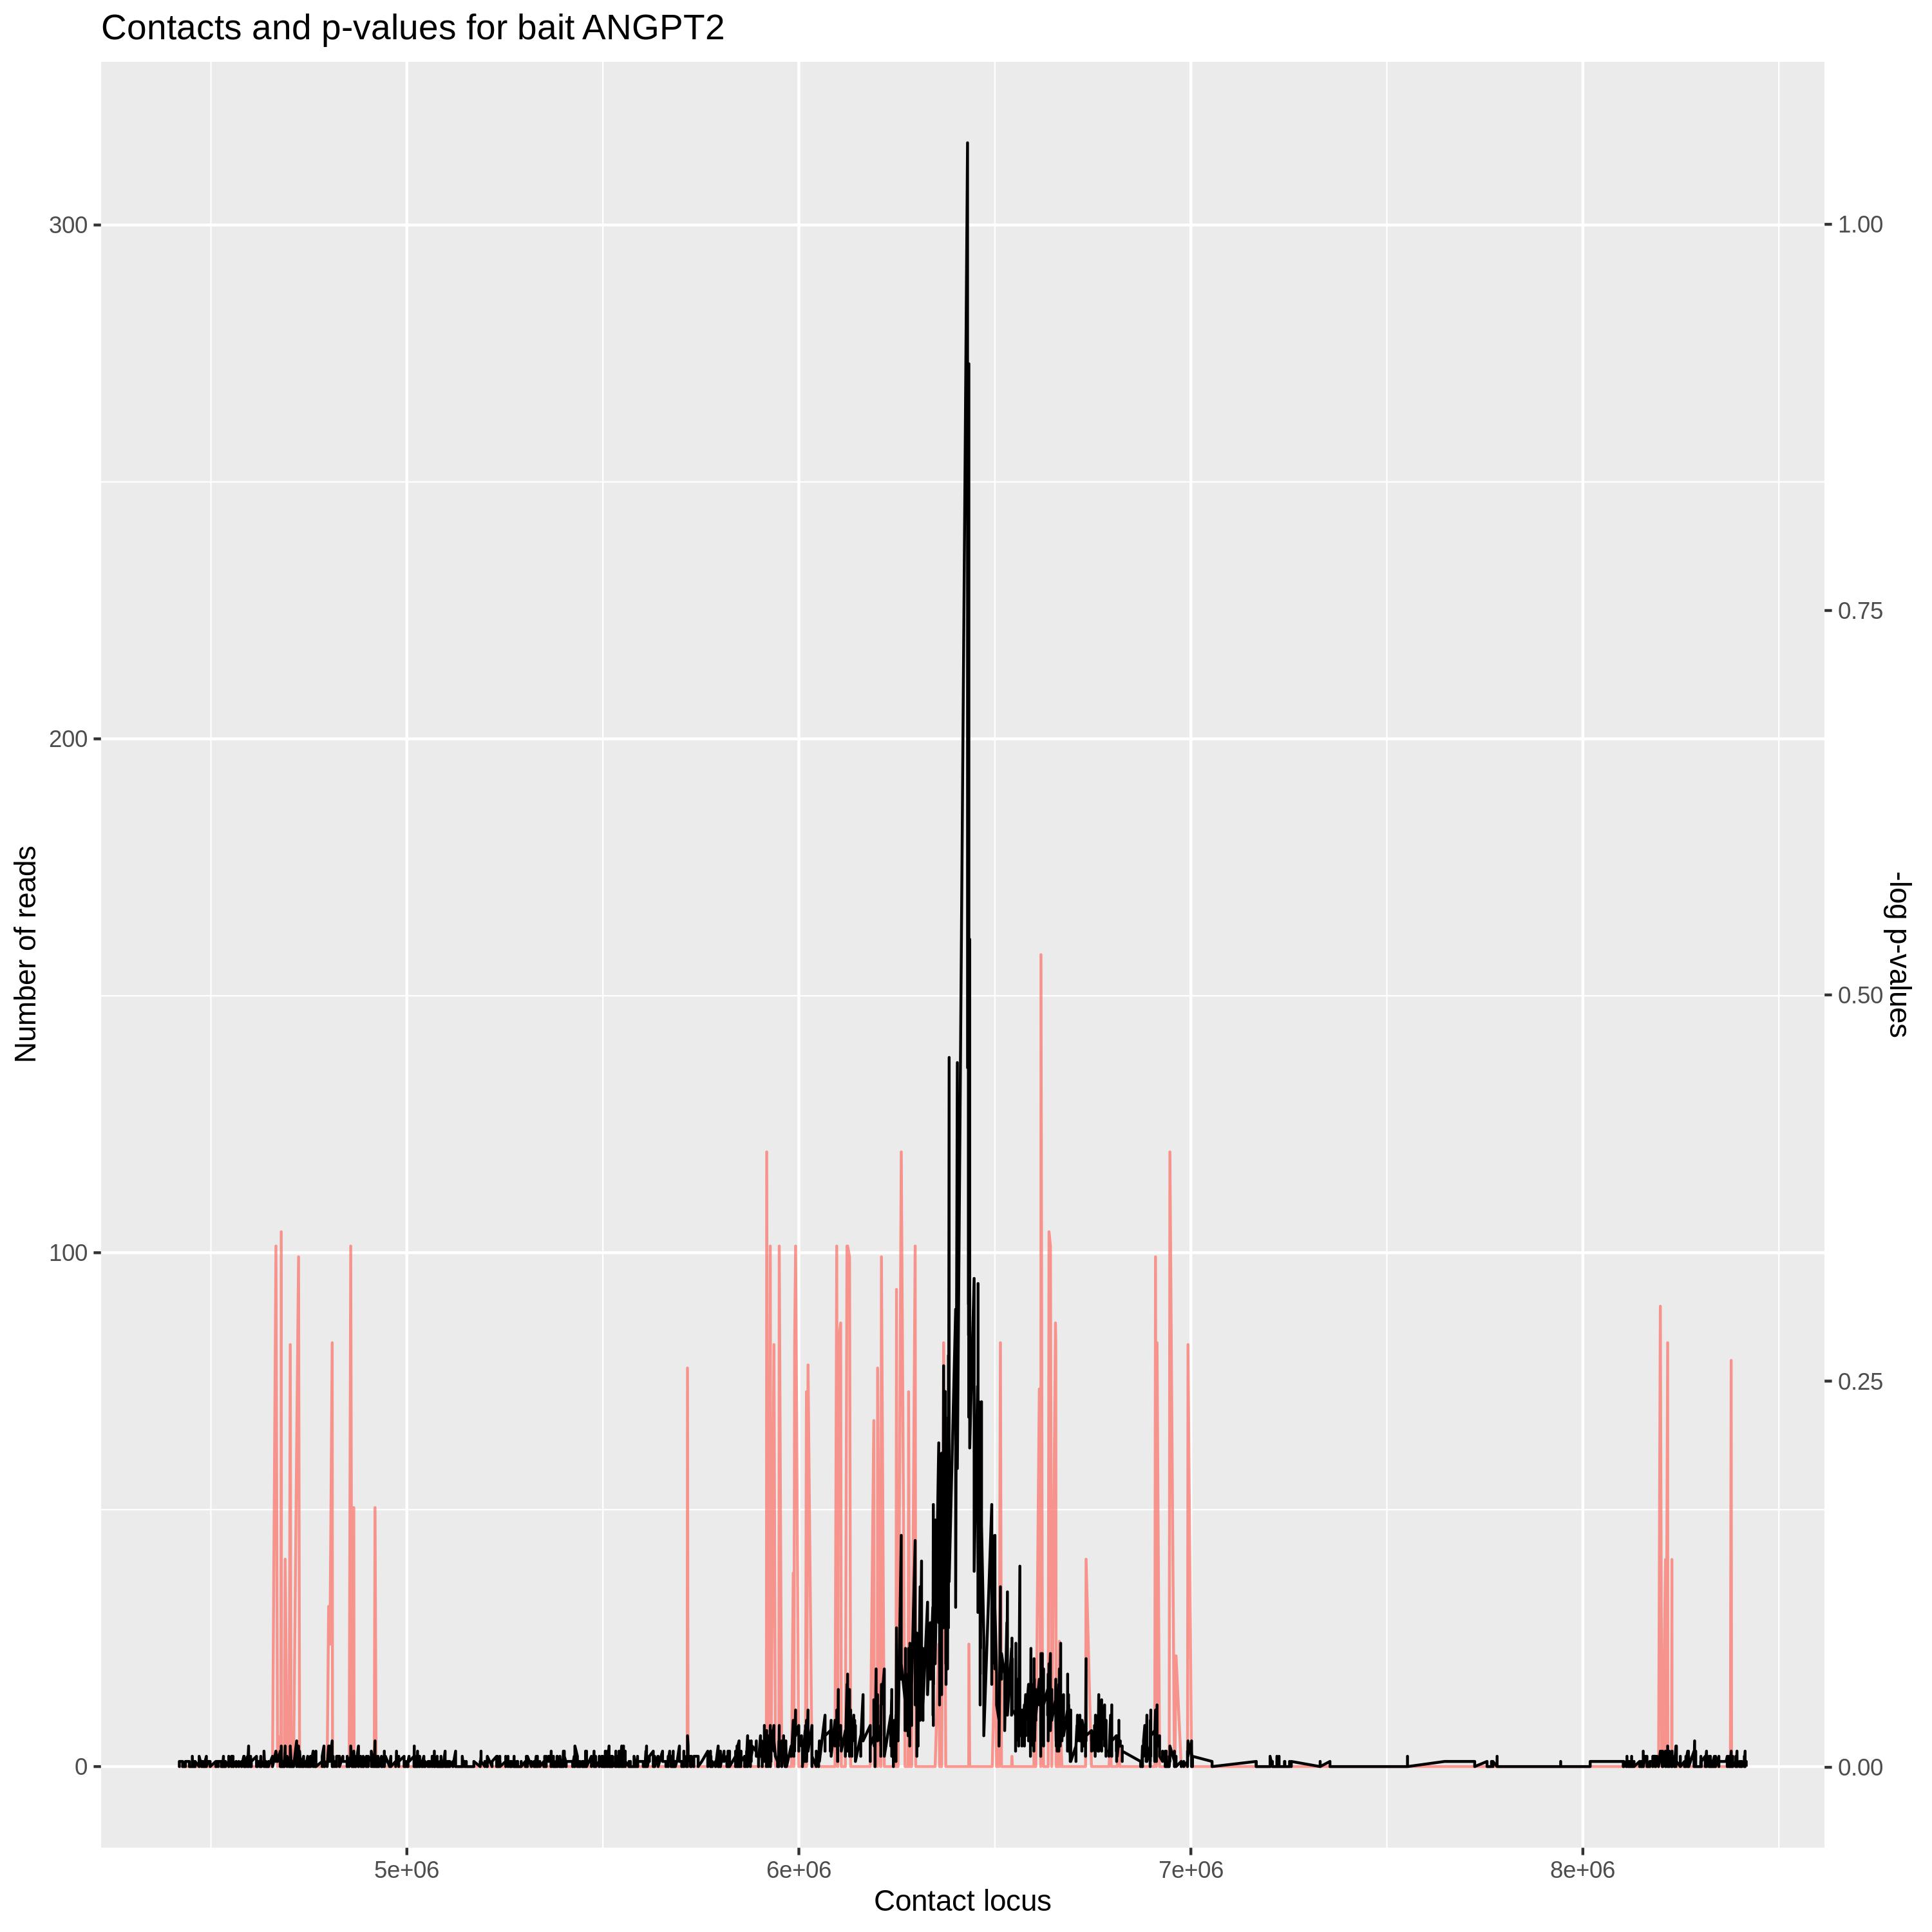 Contacts and p-values for bait ANGPT2
Number of reads
300
200
100
0
1.00
0.75
0.50
0.25
0.00
-log p-values
5e+06
6e+06
7e+06
8e+06
Contact locus